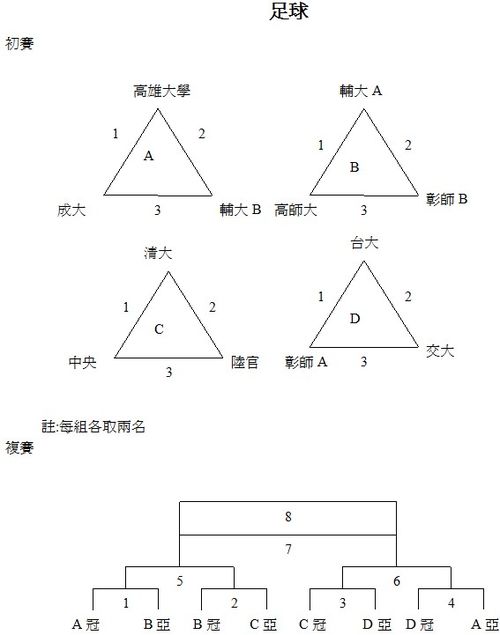 足球
初賽
高雄大學 輔大 A
1 2 1 2
A B
成大 3 輔大 B 高師大 3 彰師 B
清大 台大
1 2 1 2
C D
中央 3 陸官 彰師 A 3 交大
註:每組各取兩名
複賽
8
7
5 6
1 2 3 4
A 冠 B 亞 B 冠 C 亞 C 冠 D 亞 D 冠 A 亞